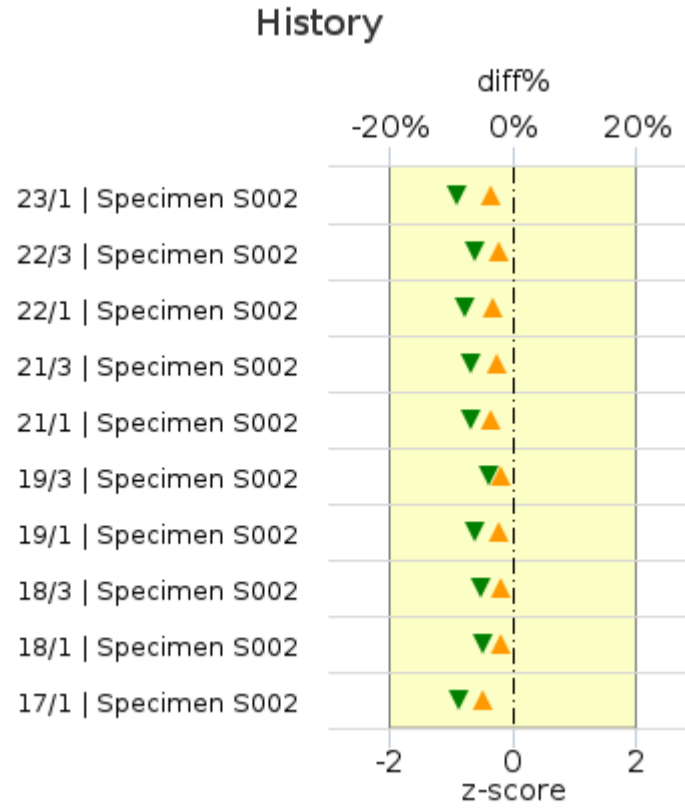 History
diff%
-20% 0% 20%
23/1 | Specimen S002
22/3 | Specimen S002
22/1 | Specimen S002
21/3 | Specimen S002
21/1 | Specimen S002
19/3 | Specimen S002
19/1 | Specimen S002
18/3 | Specimen S002
18/1 | Specimen S002
17/1 | Specimen S002
-2 0 2
z-score